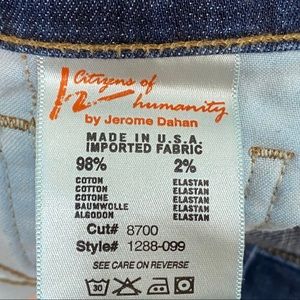 Citizens of
humanity
by Jerome Dahan
MADE IN U.S.A.
IMPORTED FABRIC
98% 2%
COTON ELASTAN
COTTON ELASTAN
COTONE ELASTAN
BAUMWOLLE ELASTAN
ALGODON ELASTAN
Cut# 8700
Style# 1288-099
SEE CARE ON REVERSE
30